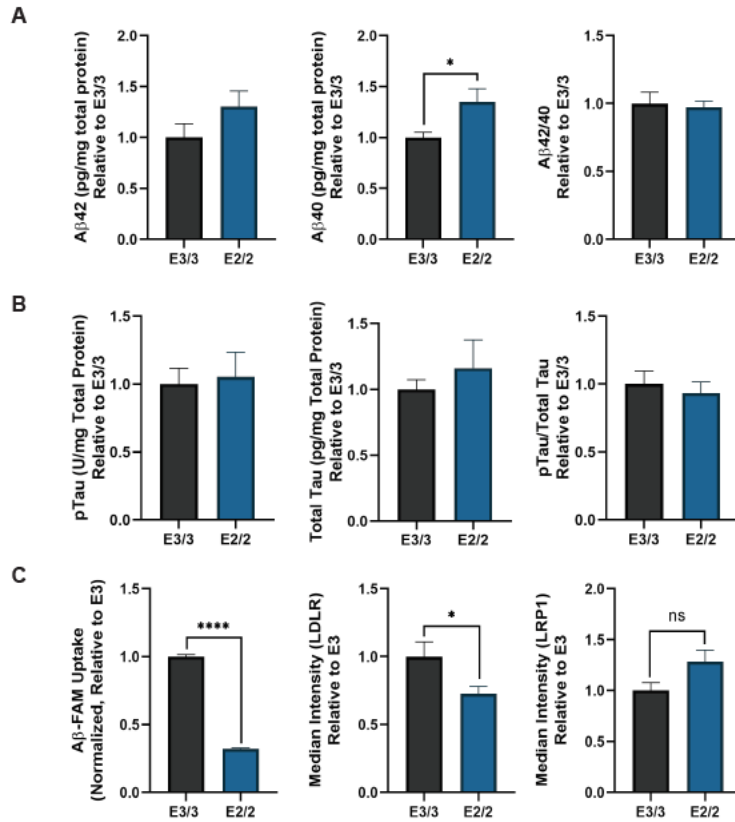 A
Aβ42 (pg/mg total protein)
Relative to E3/3
2.0
1.5
1.0
0.5
0.0
E3/3
E2/2
Aβ40 (pg/mg total protein)
Relative to E3/3
2.0
1.5
1.0
0.5
0.0
*
E3/3
E2/2
Aβ42/40
Relative to E3/3
1.5
1.0
0.5
0.0
E3/3
E2/2
B
pTau (U/mg Total Protein)
Relative to E3/3
1.5
1.0
0.5
0.0
E3/3
E2/2
Total Tau (pg/mg Total Protein)
Relative to E3/3
1.5
1.0
0.5
0.0
E3/3
E2/2
pTau/Total Tau
Relative to E3/3
1.5
1.0
0.5
0.0
E3/3
E2/2
C
Aβ-FAM Uptake
(Normalized, Relative to E3)
1.5
1.0
0.5
0.0
****
E3/3
E2/2
Median Intensity (LDLR)
Relative to E3
1.5
1.0
0.5
0.0
*
E3/3
E2/2
Median Intensity (LRP1)
Relative to E3
2.0
1.5
1.0
0.5
0.0
ns
E3/3
E2/2